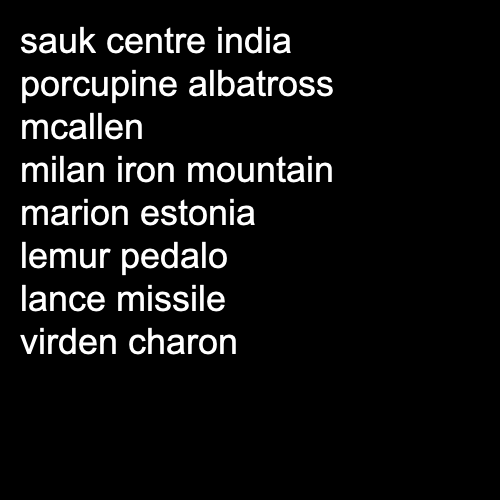 sauk centre india
porcupine albatross
mcallen
milan iron mountain
marion estonia
lemur pedalo
lance missile
virden charon